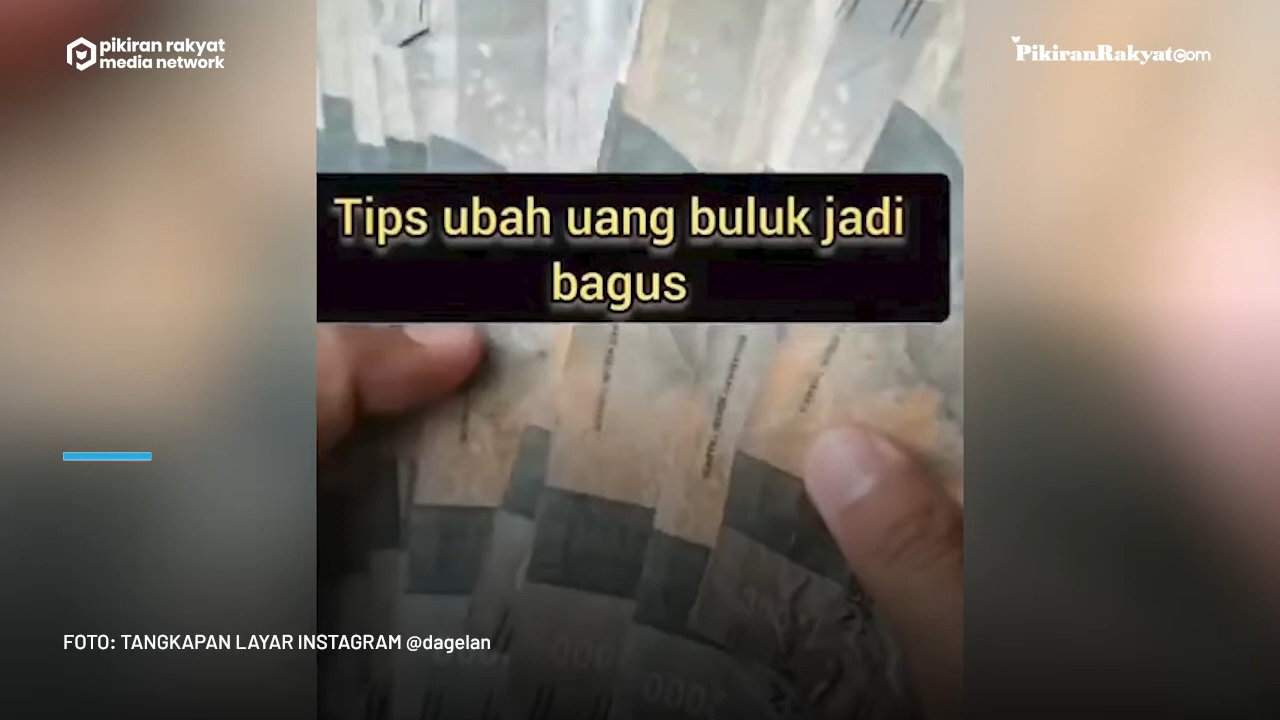 pikiran rakyat
media network
PikiranRakyat.com
Tips ubah uang buluk jadi
bagus
FOTO: TANGKAPAN LAYAR INSTAGRAM @dagelan